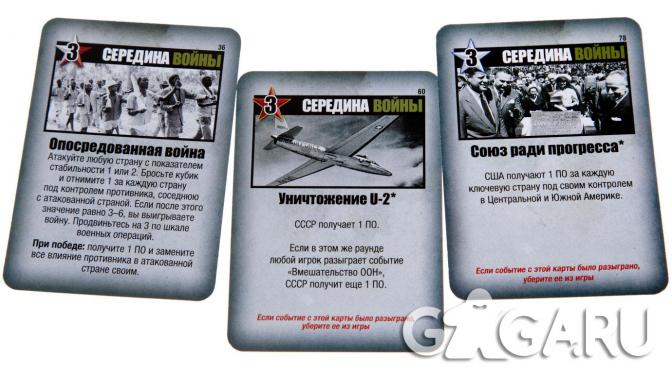 36
3 СЕРЕДИНА ВОЙНЫ
Опосредованная война
Атакуйте любую страну с показателем
стабильности 1 или 2. Бросьте кубик
и отнимите 1 за каждую страну
под контролем противника, соседнюю
с атакованной страной. Если после этого
значение равно 3–6, вы выигрываете
сражение. Продвиньтесь на 3 по шкале
военных операций.
При победе: получите 1 ПО и замените
все влияние противника в атакованной
стране своим.
60
3 СЕРЕДИНА ВОЙНЫ
Уничтожение U-2*
СССР получает 1 ПО.
Если в этом же раунде
любой игрок разыграет событие
«Вмешательство ООН»,
СССР получит еще 1 ПО.
Если событие с этой карты было разыграно,
уберите ее из игры
78
3 СЕРЕДИНА ВОЙНЫ
Союз ради прогресса*
США получают 1 ПО за каждую
ключевую страну под своим контролем
в Центральной и Южной Америке.
Если событие с этой карты было разыграно,
уберите ее из игры
GAGARU